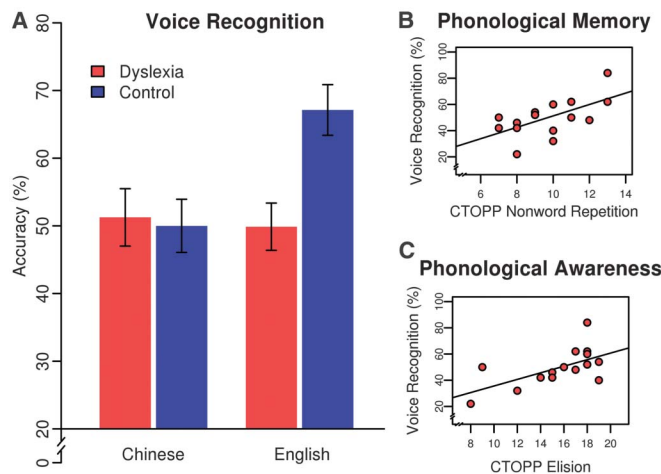 A
Voice Recognition
Dyslexia
Control
Accuracy (%)
80
70
60
50
40
30
20
0
Chinese
English
B
Phonological Memory
Voice Recognition (%)
100
80
60
40
20
6 8 10 12 14
CTOPP Nonword Repetition
C
Phonological Awareness
Voice Recognition (%)
100
80
60
40
20
8 10 12 14 16 18 20
CTOPP Elision